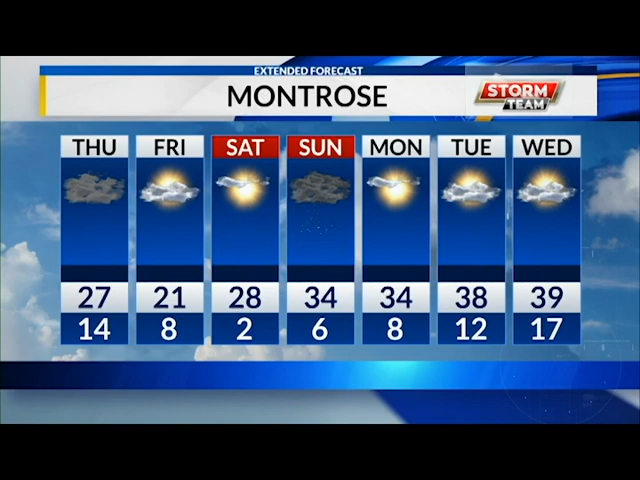 EXTENDED FORECAST
MONTROSE
STORM
TEAM
THU FRI SAT SUN MON TUE WED
27 21 28 34 34 38 39
14 8 2 6 8 12 17